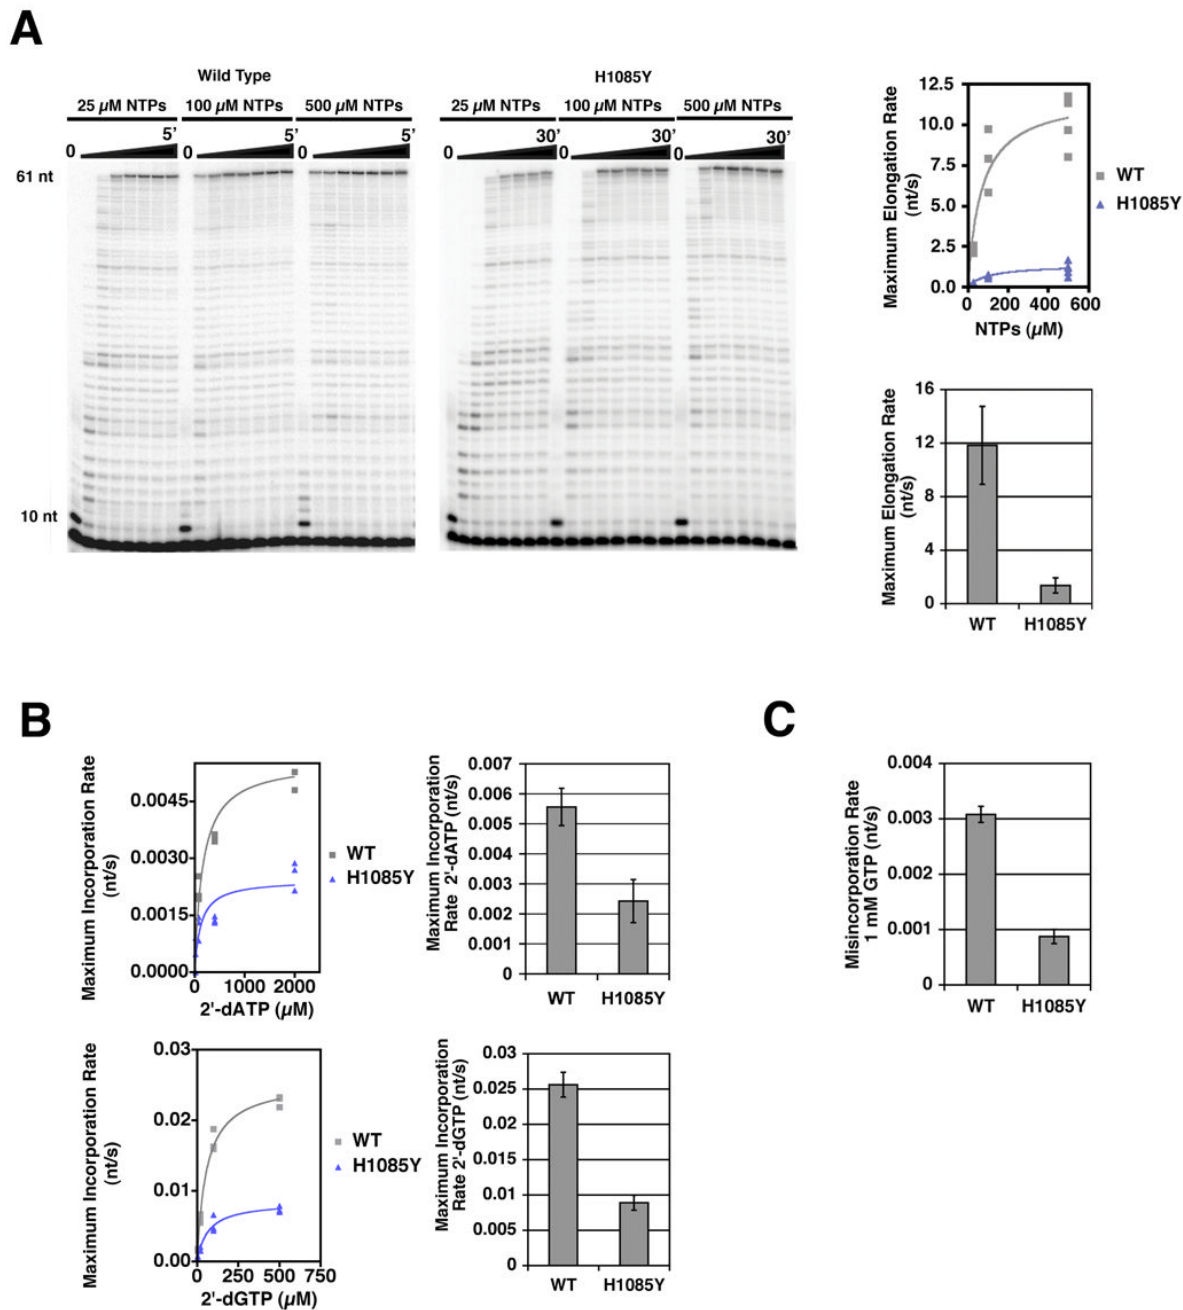 A
Wild Type
25 µM NTPs 100 µM NTPs 500 µM NTPs
0 5' 0 5' 0 5'
61 nt
10 nt
H1085Y
25 µM NTPs 100 µM NTPs 500 µM NTPs
0 30' 0 30' 0 30'
Maximum Elongation Rate
(nt/s)
12.5
10.0
7.5
5.0
2.5
0.0
0 200 400 600
NTPs (µM)
WT
H1085Y
Maximum Elongation Rate
(nt/s)
16
12
8
4
0
WT H1085Y
B
Maximum Incorporation Rate
(nt/s)
0.0045
0.0030
0.0015
0.0000
0 1000 2000
2'-dATP (µM)
WT
H1085Y
Maximum Incorporation
Rate 2'-dATP (nt/s)
0.007
0.006
0.005
0.004
0.003
0.002
0.001
0
WT H1085Y
Maximum Incorporation Rate
(nt/s)
0.03
0.02
0.01
0.00
0 250 500 750
2'-dGTP (µM)
WT
H1085Y
Maximum Incorporation
Rate 2'-dGTP (nt/s)
0.03
0.025
0.02
0.015
0.01
0.005
0
WT H1085Y
C
Misincorporation Rate
1 mM GTP (nt/s)
0.004
0.003
0.002
0.001
0
WT H1085Y